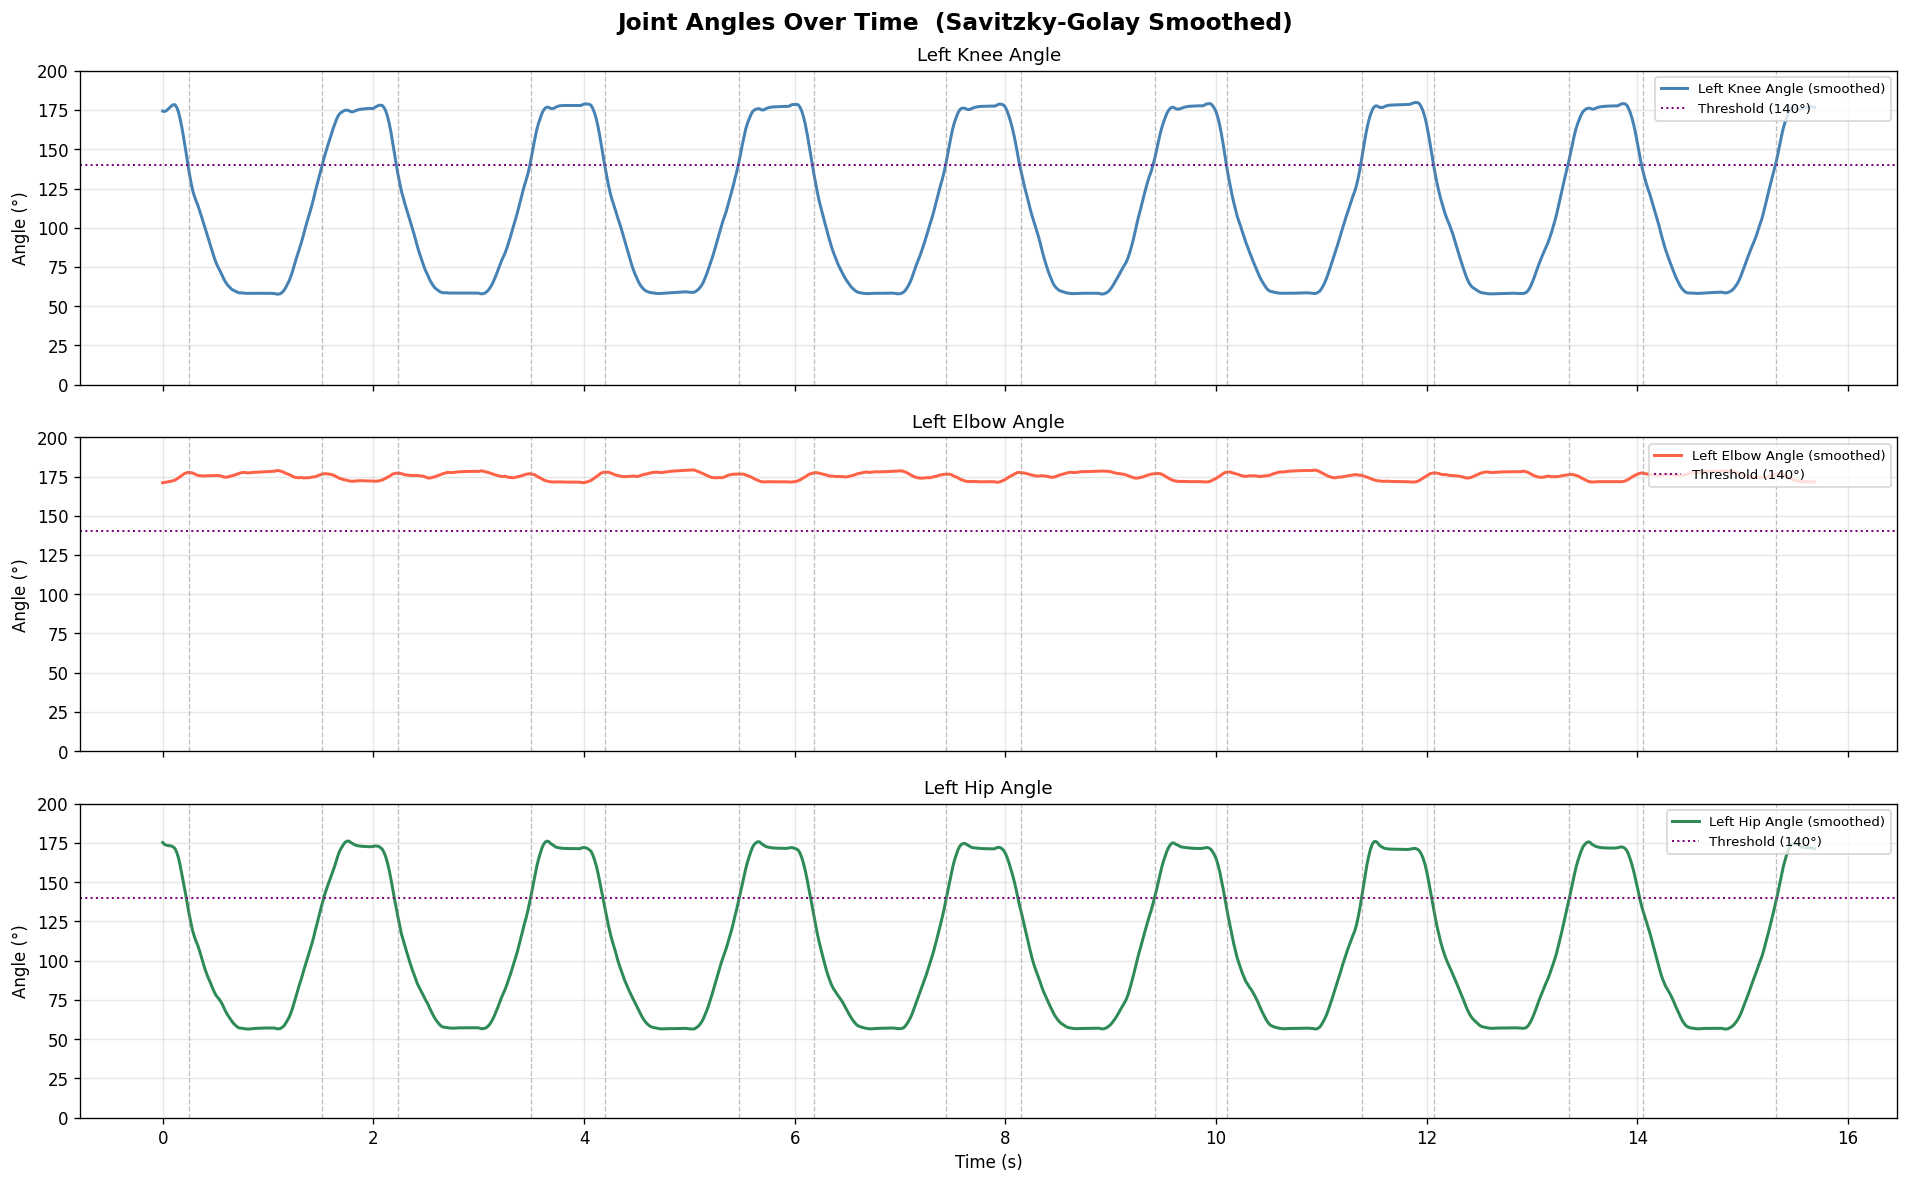 Joint Angles Over Time  (Savitzky-Golay Smoothed)
Left Knee Angle
200
175
150
125
100
75
50
25
0
Angle (°)
Left Knee Angle (smoothed)
Threshold (140°)
Left Elbow Angle
200
175
150
125
100
75
50
25
0
Angle (°)
Left Elbow Angle (smoothed)
Threshold (140°)
Left Hip Angle
200
175
150
125
100
75
50
25
0
Angle (°)
Left Hip Angle (smoothed)
Threshold (140°)
0 2 4 6 8 10 12 14 16
Time (s)